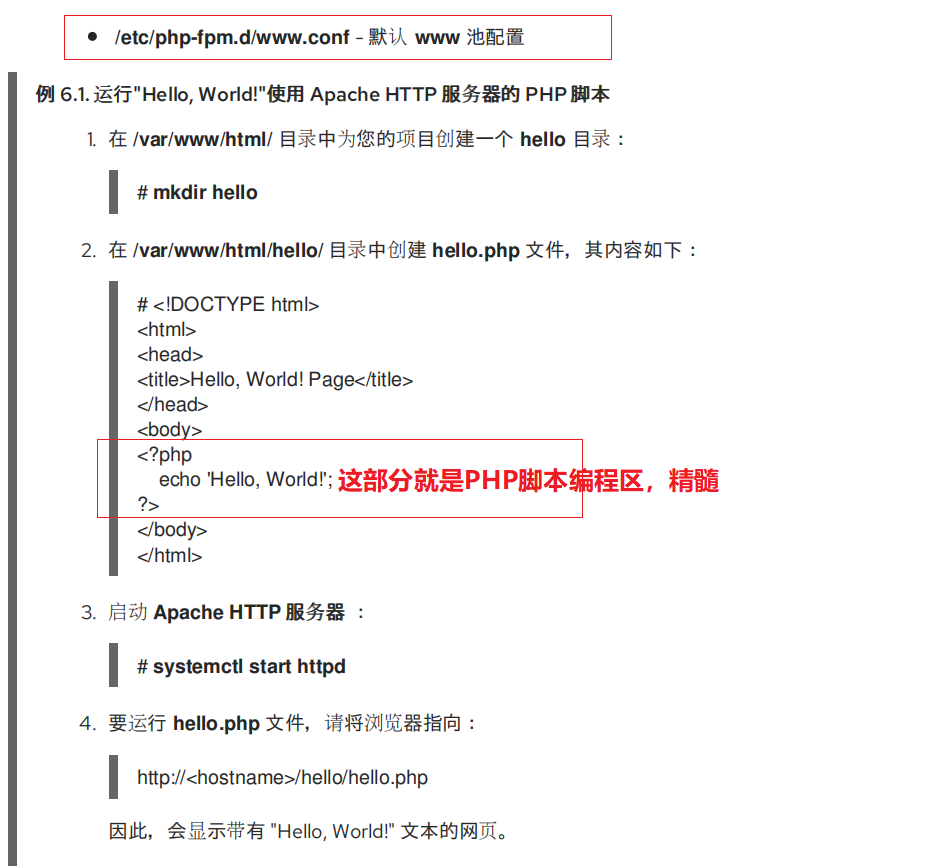 • /etc/php-fpm.d/www.conf - 默认 www 池配置
例 6.1. 运行"Hello, World!"使用 Apache HTTP 服务器的 PHP 脚本
1. 在 /var/www/html/ 目录中为您的项目创建一个 hello 目录：
# mkdir hello
2. 在 /var/www/html/hello/ 目录中创建 hello.php 文件，其内容如下：
# <!DOCTYPE html>
<html>
<head>
<title>Hello, World! Page</title>
</head>
<body>
<?php
echo 'Hello, World!'; 这部分就是PHP脚本编程区，精髓
?>
</body>
</html>
3. 启动 Apache HTTP 服务器 ：
# systemctl start httpd
4. 要运行 hello.php 文件，请将浏览器指向：
http://<hostname>/hello/hello.php
因此，会显示带有 "Hello, World!" 文本的网页。